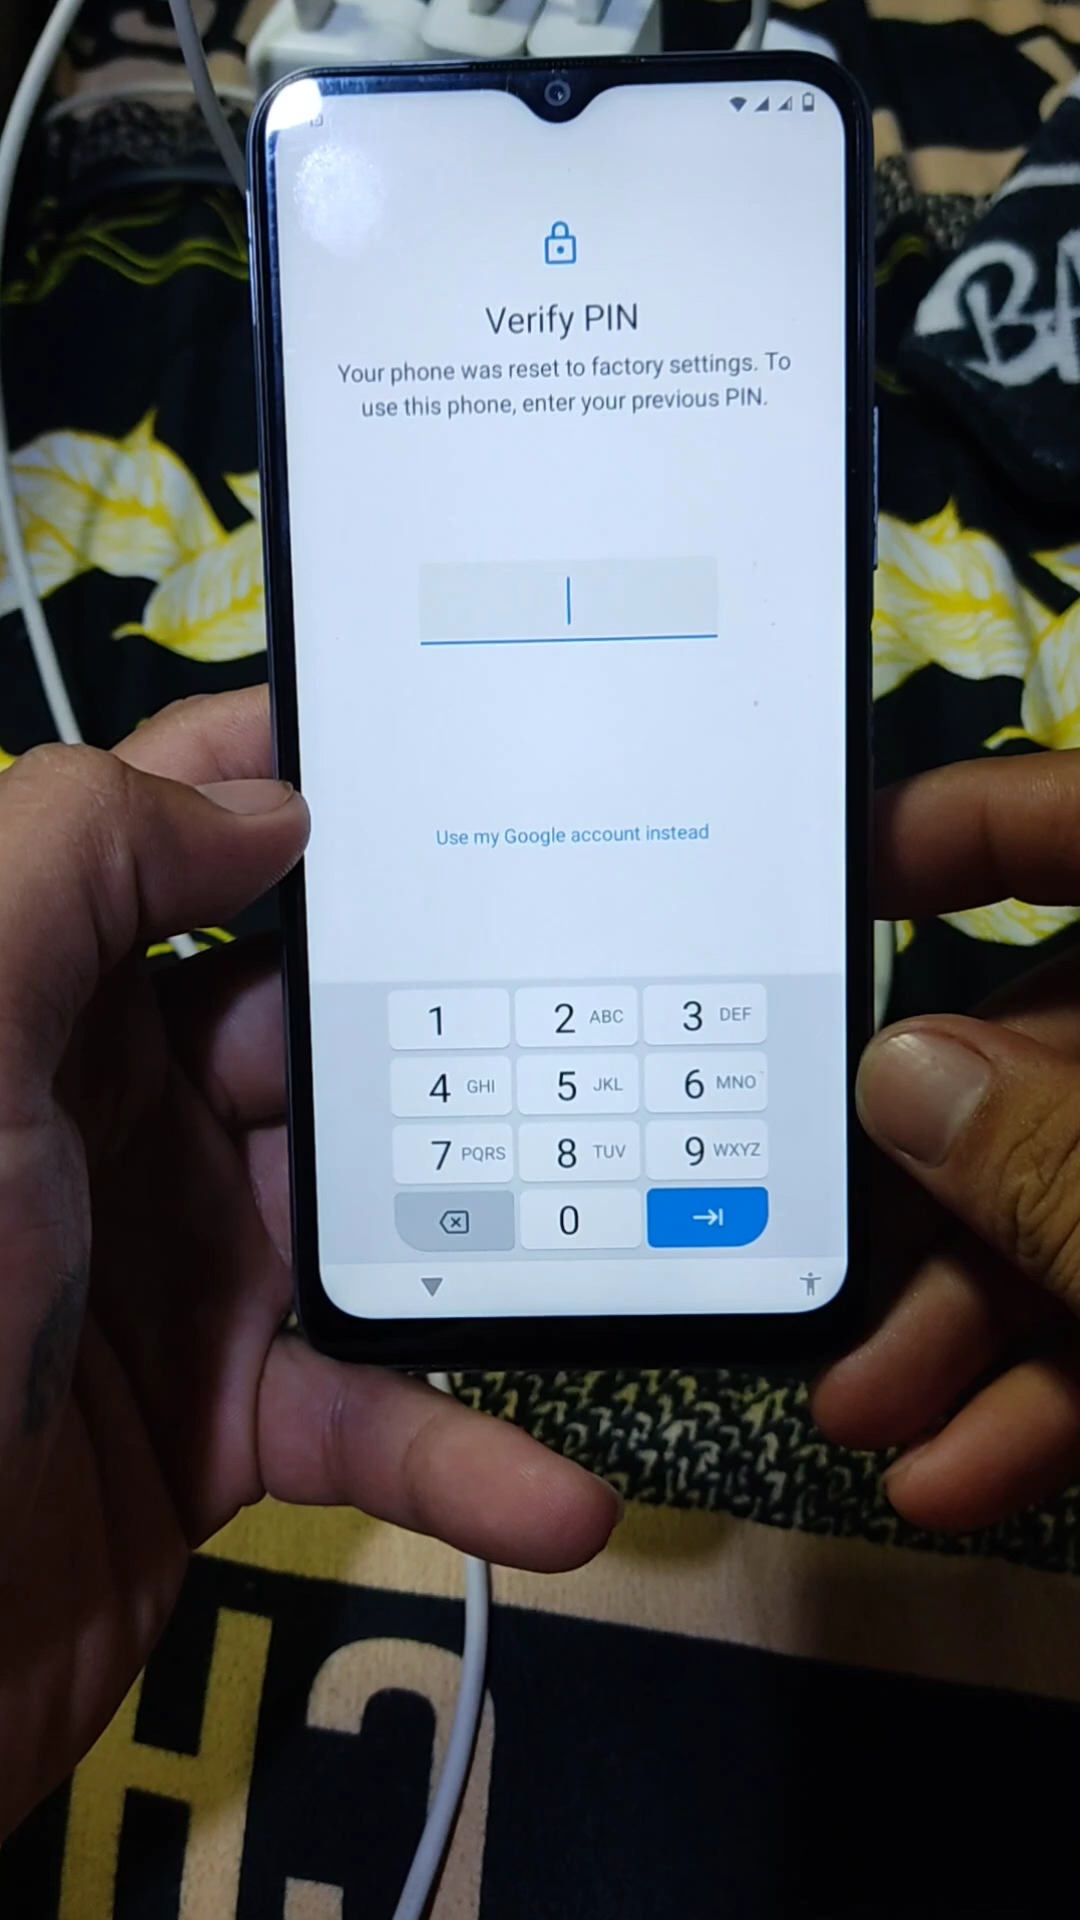 BA
Verify PIN
Your phone was reset to factory settings. To
use this phone, enter your previous PIN.
Use my Google account instead
1
2 ABC
3 DEF
4 GHI
5 JKL
6 MNO
7 PQRS
8 TUV
9 WXYZ
0
H